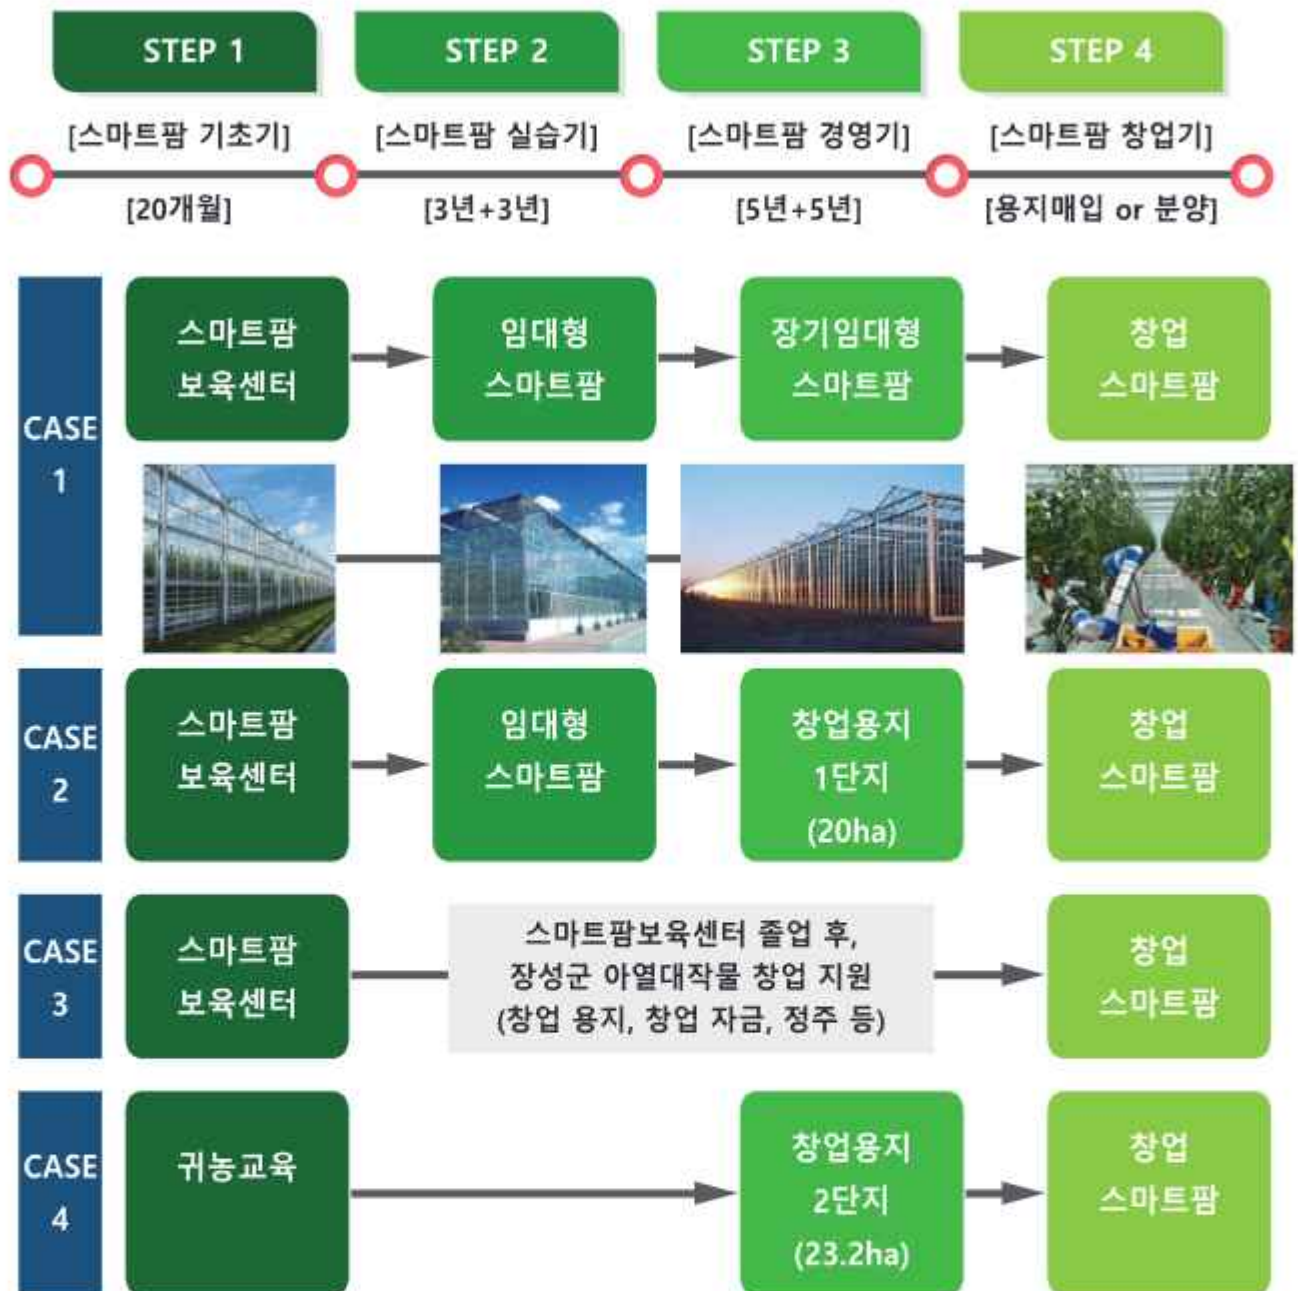 STEP 1
STEP 2
STEP 3
STEP 4
[스마트팜 기초기]
[스마트팜 실습기]
[스마트팜 경영기]
[스마트팜 창업기]
[20개월]
[3년+3년]
[5년+5년]
[용지매입 or 분양]
CASE
1
스마트팜
보육센터
임대형
스마트팜
장기임대형
스마트팜
창업
스마트팜
CASE
2
스마트팜
보육센터
임대형
스마트팜
창업용지
1단지
(20ha)
창업
스마트팜
CASE
3
스마트팜
보육센터
스마트팜보육센터 졸업 후,
장성군 아열대작물 창업 지원
(창업 용지, 창업 자금, 정주 등)
창업
스마트팜
CASE
4
귀농교육
창업용지
2단지
(23.2ha)
창업
스마트팜